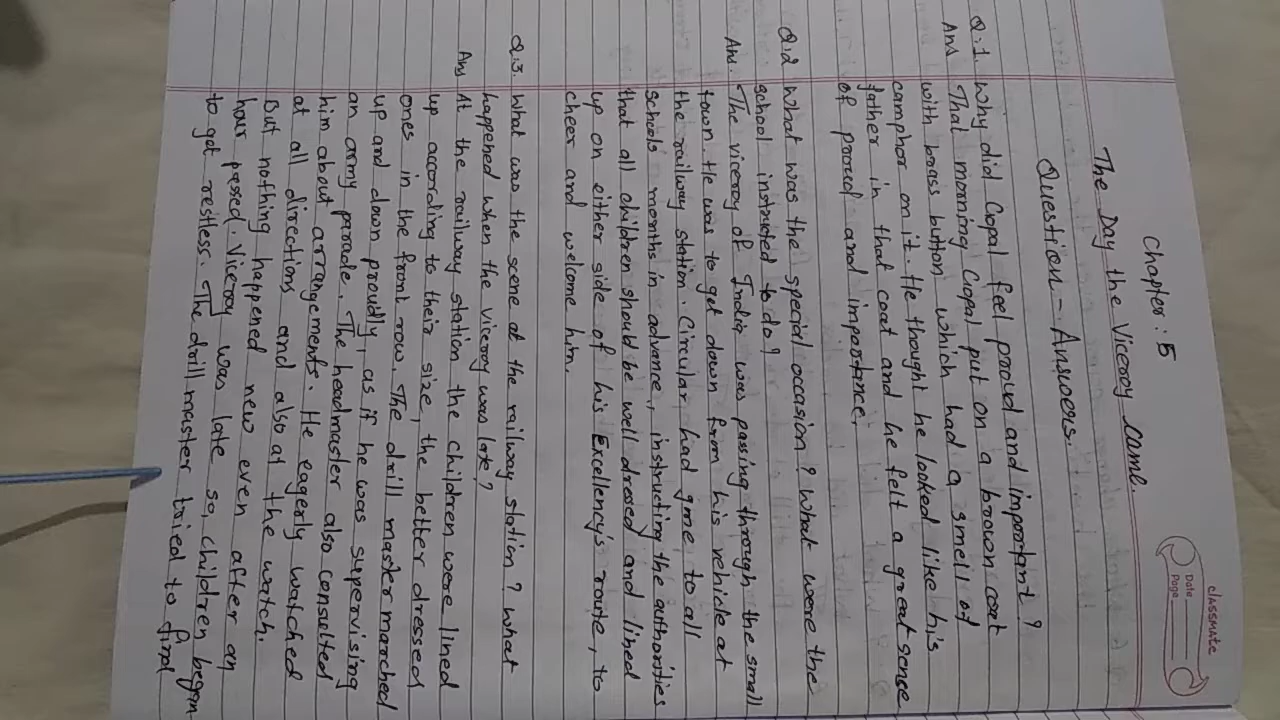 classmate
Date
Page
Chapter : 5
The Day the Viceroy came.
Question - Answers.
Q.1. Why did Gopal feel proud and important?
Ans That morning Gopal put on a brown coat
with brass button which had a smell of
camphor on it. He thought he looked like his
father in that coat and he felt a great sense
of proud and importance.
Q.2 What was the special occasion? What were the
school instructed to do?
Ans. The viceroy of India was passing through the small
town. He was to get down from his vehicle at
the railway station. Circular had gone to all
schools months in advance, instructing the authorities
that all children should be well dressed and lined
up on either side of his Excellency's route, to
cheer and welcome him.
Q.3. What was the scene at the railway station? What
happened when the viceroy was late?
Ans At the railway station the children were lined
up according to their size, the better dressed
ones in the front row. The drill master marched
up and down proudly, as if he was supervising
an army parade. The headmaster also conselted
him about arrangements. He eagerly watched
at all directions and also at the watch.
But nothing happened new even after an
hour passed. Viceroy was late so, children began
to get restless. The drill master tried to find